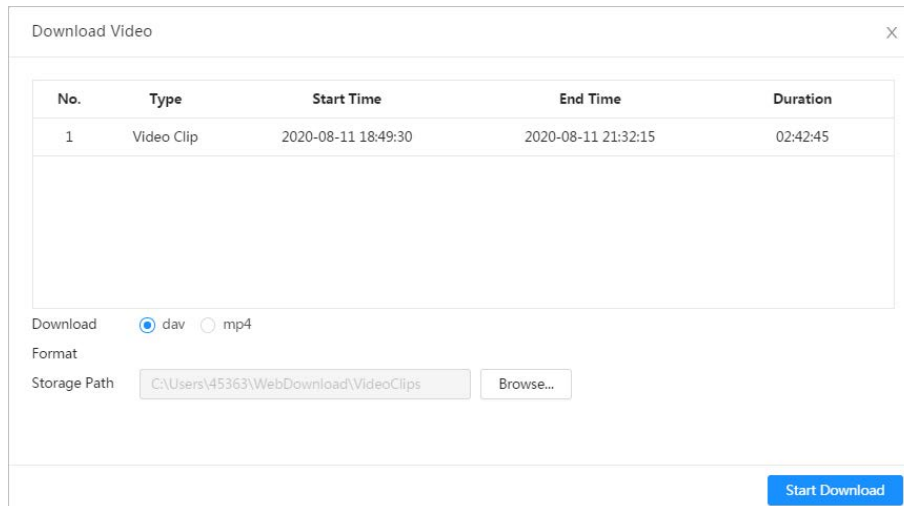 Download Video
No. Type Start Time End Time Duration
1 Video Clip 2020-08-11 18:49:30 2020-08-11 21:32:15 02:42:45
Download dav mp4
Format
Storage Path C:\Users\45363\WebDownload\VideoClips Browse...
Start Download